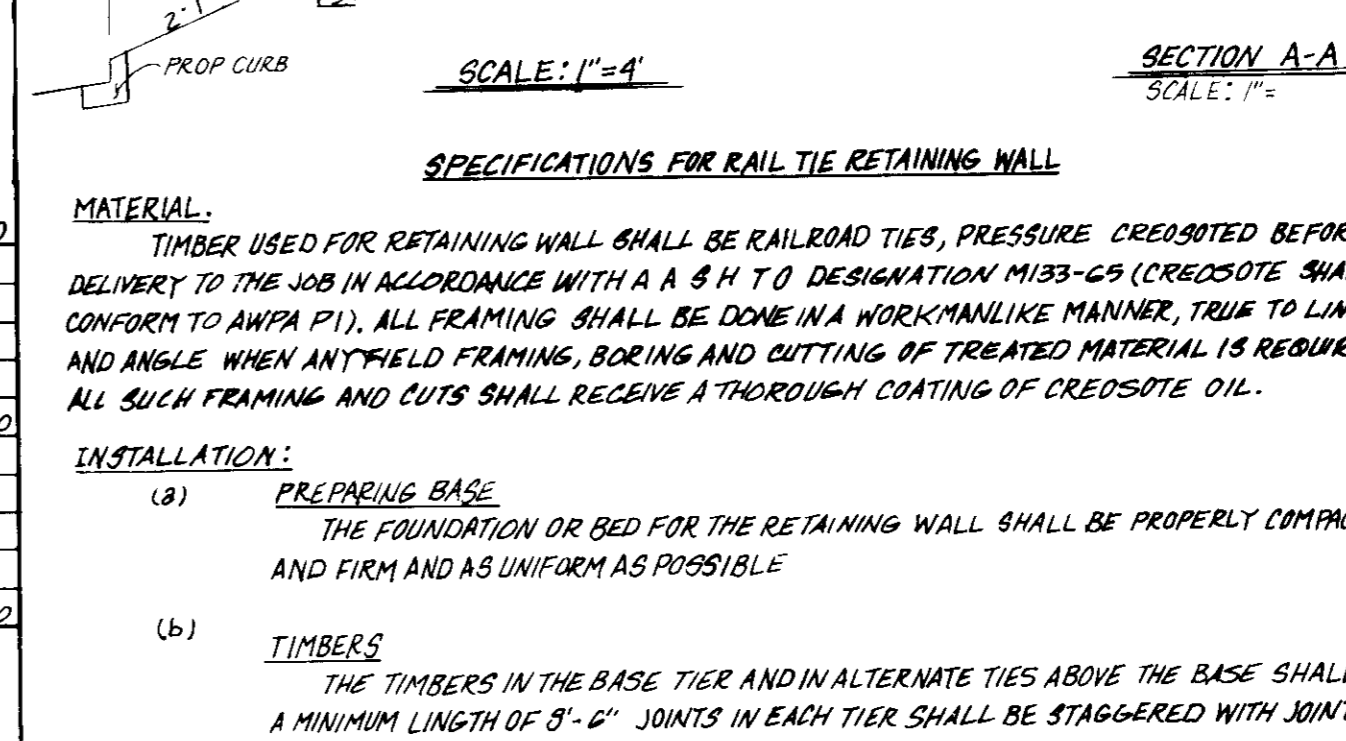 2:1
PROP CURB
SCALE: 1"=4'
SECTION A-A
SCALE: 1"=
SPECIFICATIONS FOR RAIL TIE RETAINING WALL
MATERIAL.
TIMBER USED FOR RETAINING WALL SHALL BE RAILROAD TIES, PRESSURE CREOSOTED BEFOR
DELIVERY TO THE JOB IN ACCORDANCE WITH A A S H T O DESIGNATION M133-65 (CREOSOTE SHA
CONFORM TO AWPA P1). ALL FRAMING SHALL BE DONE IN A WORKMANLIKE MANNER, TRUE TO LIN
AND ANGLE WHEN ANY FIELD FRAMING, BORING AND CUTTING OF TREATED MATERIAL IS REQUIR
ALL SUCH FRAMING AND CUTS SHALL RECEIVE A THOROUGH COATING OF CREOSOTE OIL.
INSTALLATION:
(a) PREPARING BASE
THE FOUNDATION OR BED FOR THE RETAINING WALL SHALL BE PROPERLY COMPAC
AND FIRM AND AS UNIFORM AS POSSIBLE
(b)
TIMBERS
THE TIMBERS IN THE BASE TIER AND IN ALTERNATE TIES ABOVE THE BASE SHALL
A MINIMUM LINGTH OF 8'-6" JOINTS IN EACH TIER SHALL BE STAGGERED WITH JOINT